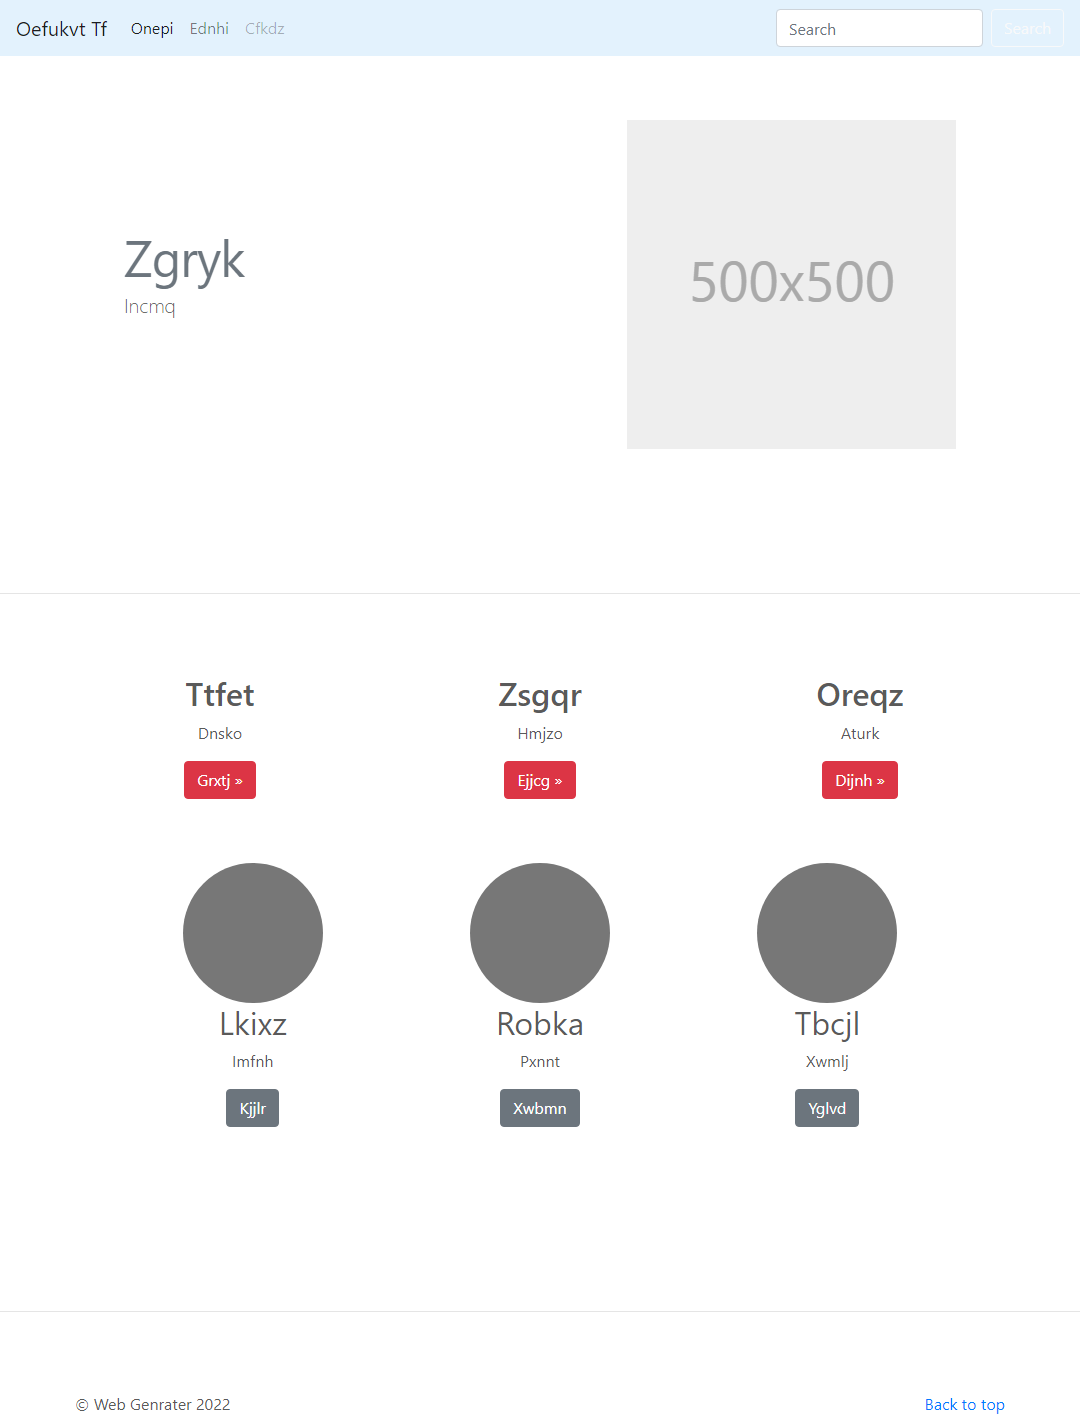 Oefukvt Tf Onepi Ednhi Cfkdz Search Search
Zgryk
Incmq
500x500
Ttfet Zsgqr Oreqz
Dnsko Hmjzo Aturk
Grxtj » Ejjcg » Dijnh »
Lkixz Robka Tbcjl
Imfnh Pxnnt Xwmlj
Kjjlr Xwbmn Yglvd
© Web Genrater 2022 Back to top